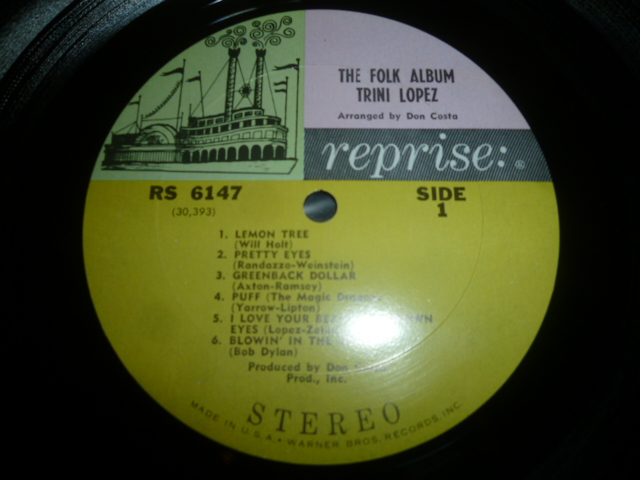 THE FOLK ALBUM
TRINI LOPEZ
Arranged by Don Costa
reprise:®
RS 6147
(30,393)
SIDE
1
1. LEMON TREE
(Will Holt)
2. PRETTY EYES
(Randazzo-Weinstein)
3. GREENBACK DOLLAR
(Axton-Ramsey)
4. PUFF (The Magic
(Yarrow-Lipton)
5. I LOVE YOUR
EYES
6. BLOWIN' IN THE
(Bob Dylan)
Produced by Don
Prod., Inc.
STEREO
MADE IN U.S.A. • WARNER BROS. RECORDS, INC.